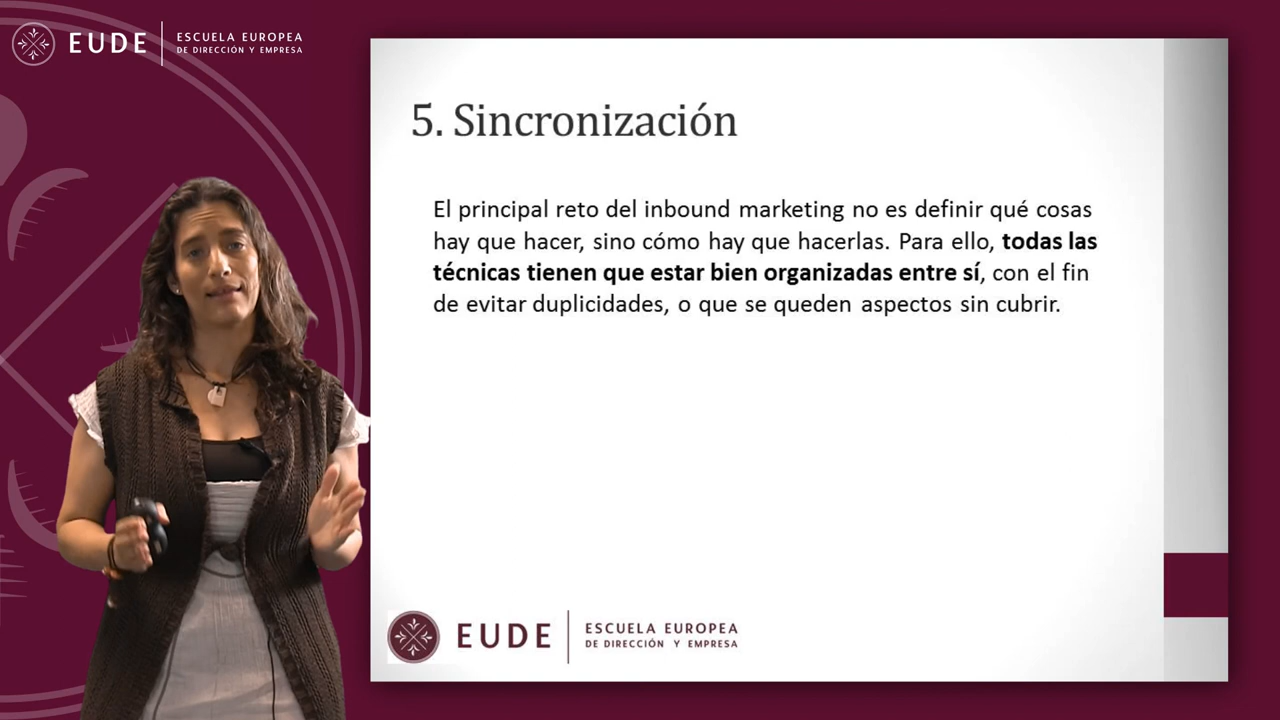 EUDE
ESCUELA EUROPEA
DE DIRECCIÓN Y EMPRESA
5. Sincronización
El principal reto del inbound marketing no es definir qué cosas
hay que hacer, sino cómo hay que hacerlas. Para ello, todas las
técnicas tienen que estar bien organizadas entre sí, con el fin
de evitar duplicidades, o que se queden aspectos sin cubrir.
EUDE
ESCUELA EUROPEA
DE DIRECCIÓN Y EMPRESA